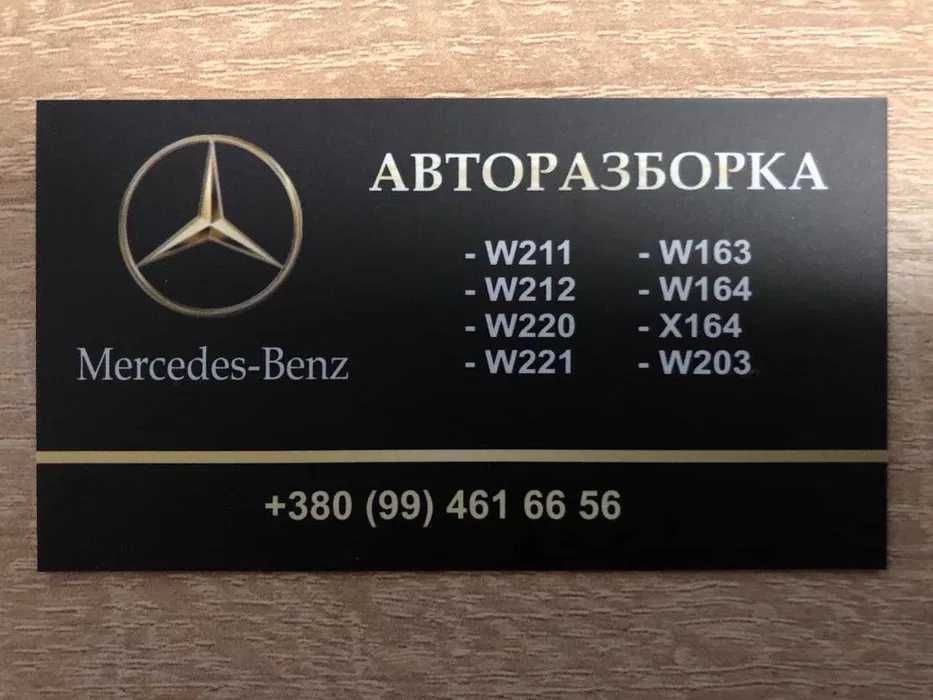 АВТОРАЗБОРКА
- W211 - W163
- W212 - W164
- W220 - X164
- W221 - W203
Mercedes-Benz
+380 (99) 461 66 56